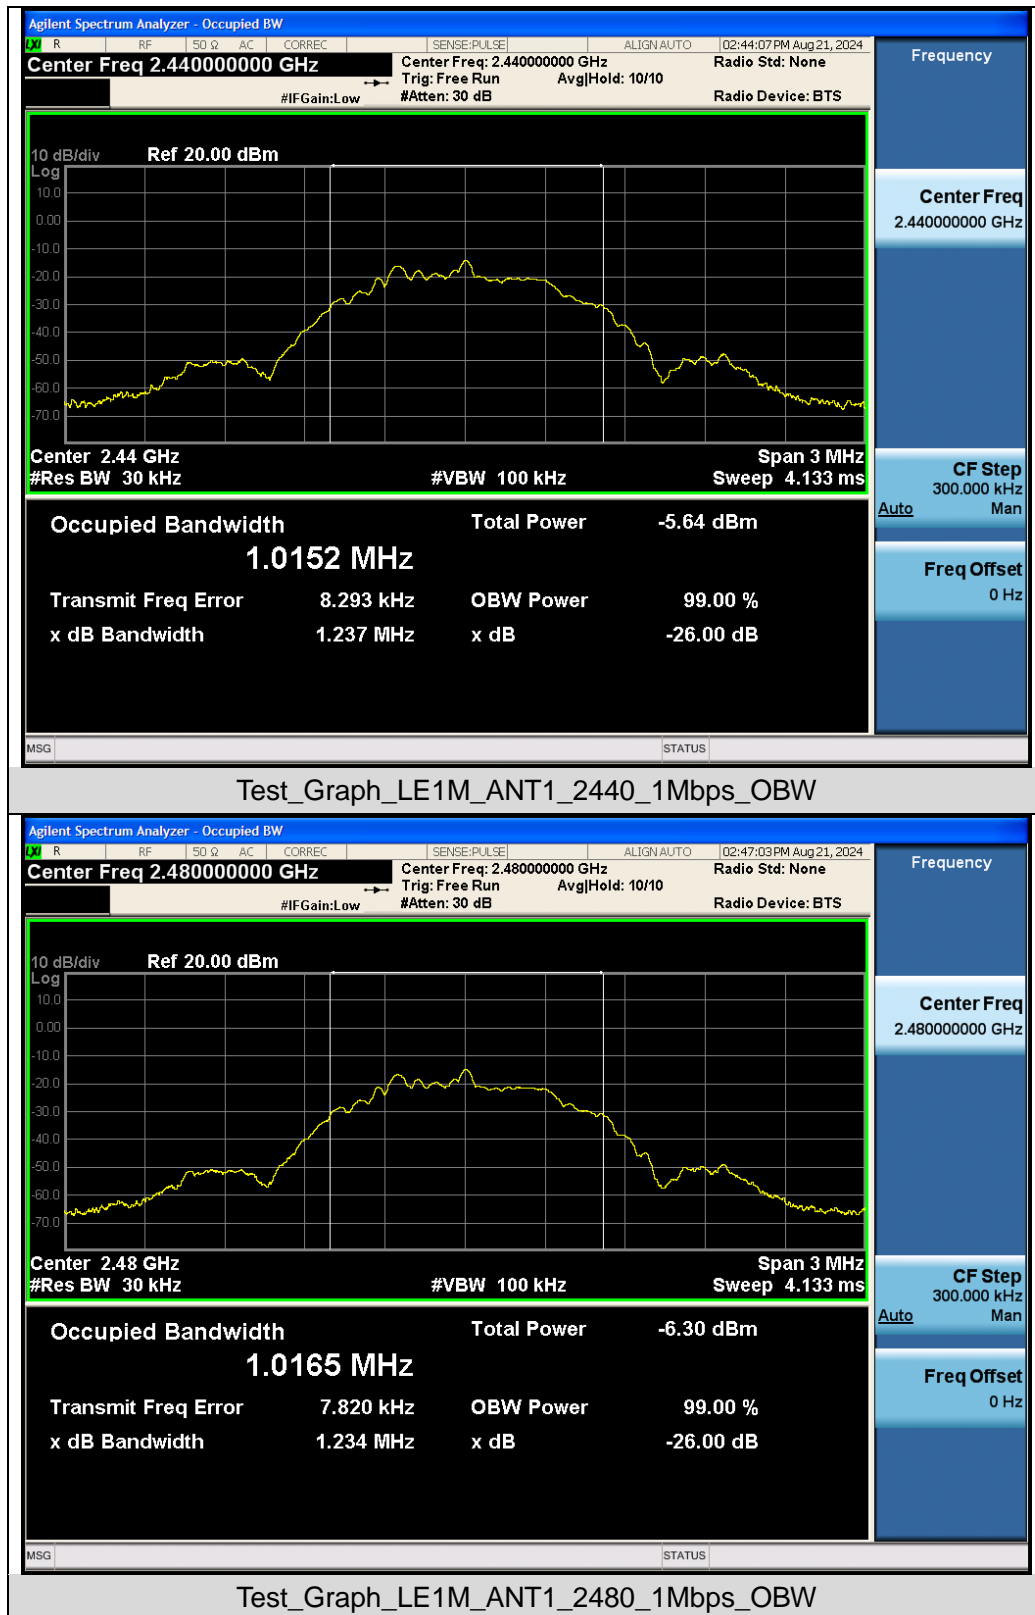 Agilent Spectrum Analyzer - Occupied BW
LXI R RF 50 Ω AC CORREC SENSE:PULSE ALIGN AUTO 02:44:07 PM Aug 21, 2024
Center Freq 2.440000000 GHz
Center Freq: 2.440000000 GHz Radio Std: None
Trig: Free Run Avg|Hold: 10/10
#IFGain:Low #Atten: 30 dB Radio Device: BTS
Frequency
10 dB/div Ref 20.00 dBm
Log
10.0
0.00
-10.0
-20.0
-30.0
-40.0
-50.0
-60.0
-70.0
Center Freq
2.440000000 GHz
Center 2.44 GHz Span 3 MHz
#Res BW 30 kHz #VBW 100 kHz Sweep 4.133 ms
CF Step
300.000 kHz
Auto Man
Occupied Bandwidth Total Power -5.64 dBm
1.0152 MHz
Transmit Freq Error 8.293 kHz OBW Power 99.00 %
x dB Bandwidth 1.237 MHz x dB -26.00 dB
Freq Offset
0 Hz
MSG STATUS
Test_Graph_LE1M_ANT1_2440_1Mbps_OBW
Agilent Spectrum Analyzer - Occupied BW
LXI R RF 50 Ω AC CORREC SENSE:PULSE ALIGN AUTO 02:47:03 PM Aug 21, 2024
Center Freq 2.480000000 GHz
Center Freq: 2.480000000 GHz Radio Std: None
Trig: Free Run Avg|Hold: 10/10
#IFGain:Low #Atten: 30 dB Radio Device: BTS
Frequency
10 dB/div Ref 20.00 dBm
Log
10.0
0.00
-10.0
-20.0
-30.0
-40.0
-50.0
-60.0
-70.0
Center Freq
2.480000000 GHz
Center 2.48 GHz Span 3 MHz
#Res BW 30 kHz #VBW 100 kHz Sweep 4.133 ms
CF Step
300.000 kHz
Auto Man
Occupied Bandwidth Total Power -6.30 dBm
1.0165 MHz
Transmit Freq Error 7.820 kHz OBW Power 99.00 %
x dB Bandwidth 1.234 MHz x dB -26.00 dB
Freq Offset
0 Hz
MSG STATUS
Test_Graph_LE1M_ANT1_2480_1Mbps_OBW